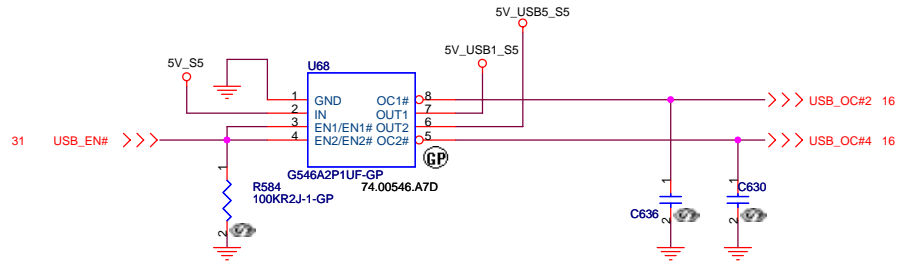 5V_USB5_S5
5V_USB1_S5
5V_S5
U68
1 GND OC1# 8
2 IN OUT1 7
3 EN1/EN1# OUT2 6
4 EN2/EN2# OC2# 5
USB_OC#2 16
31 USB_EN#
USB_OC#4 16
GP
G546A2P1UF-GP
74.00546.A7D
1
R584
100KR2J-1-GP
2
1
C636
2
1
C630
2